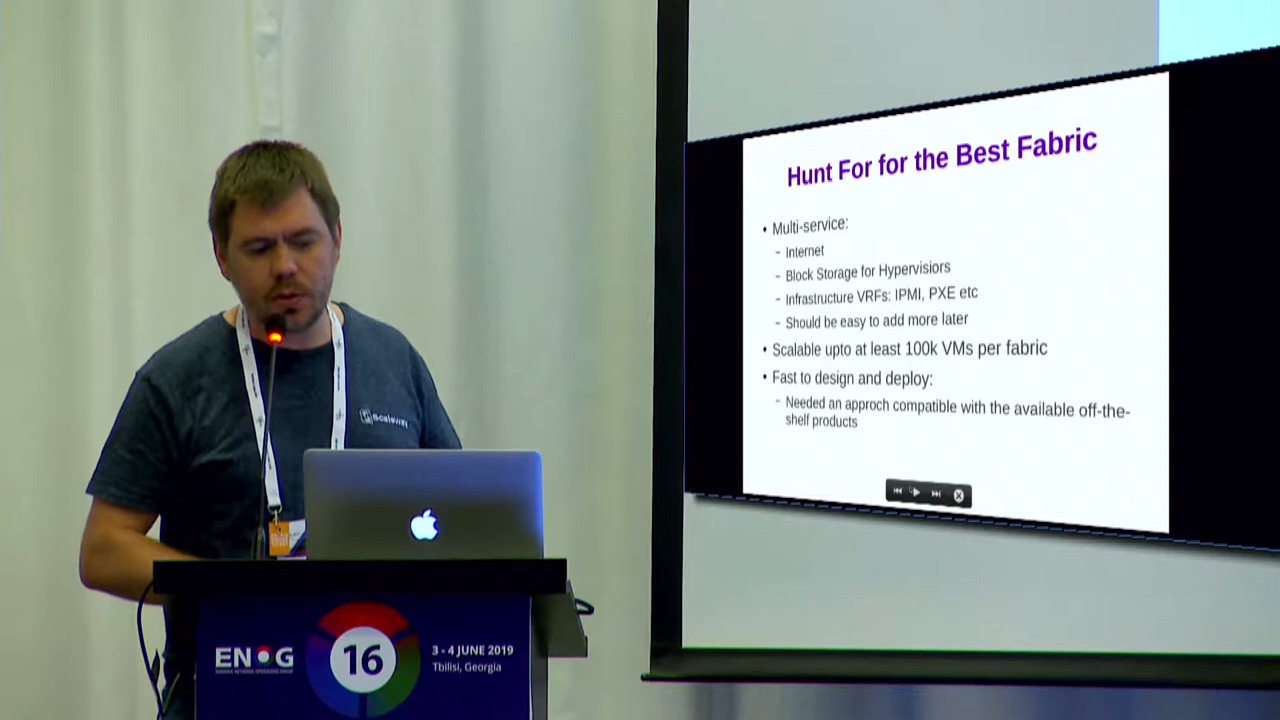 Hunt For for the Best Fabric
• Multi-service:
– Internet
– Block Storage for Hypervisiors
– Infrastructure VRFs: IPMI, PXE etc
– Should be easy to add more later
• Scalable upto at least 100k VMs per fabric
• Fast to design and deploy:
– Needed an approch compatible with the available off-the-
shelf products
Scaleway
ENOG
16
3 - 4 JUNE 2019
Tbilisi, Georgia